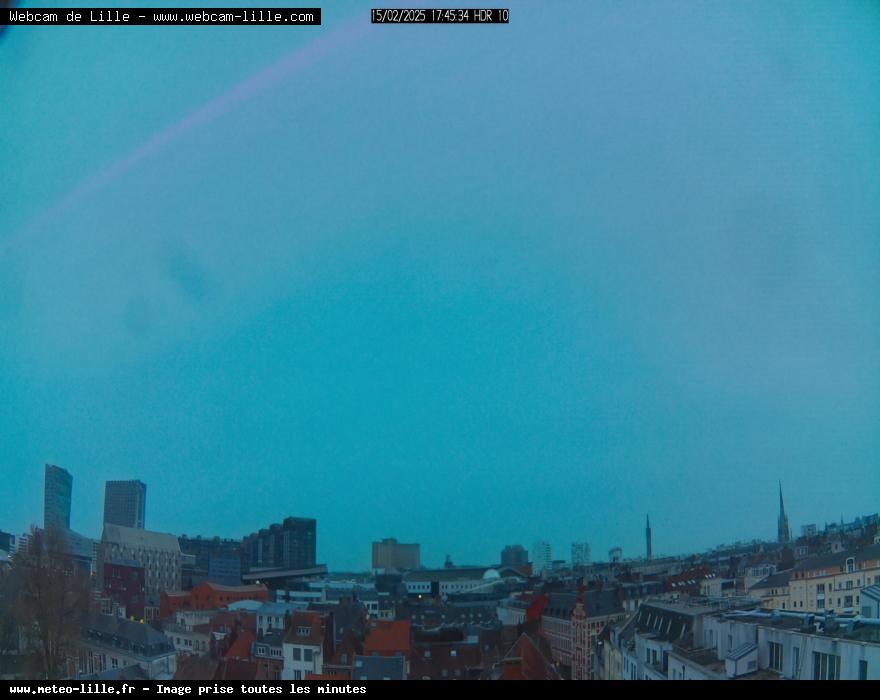 Webcam de Lille - www.webcam-lille.com
15/02/2025 17:45:34 HDR 10
www.meteo-lille.fr - Image prise toutes les minutes